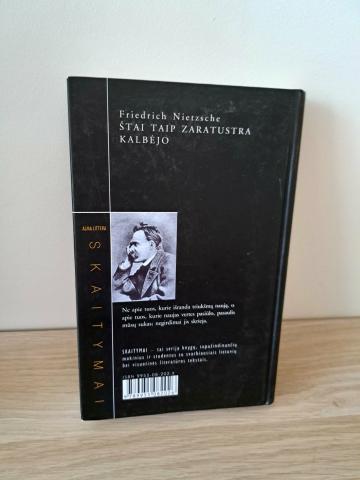 Friedrich Nietzsche
ŠTAI TAIP ZARATUSTRA
KALBĖJO
ALMA LITTERA
SKAITYMAI
Ne apie tuos, kurie išranda triukšmą naują, o
apie tuos, kurie naujas vertes pasiūlo, pasaulis
mūsų sukas; negirdimai jis skrieja.
SKAITYMAI – tai serija knygų, supažindinančių
mokinius ir studentus su svarbiausiais lietuvių
bei visuotinės literatūros tekstais.